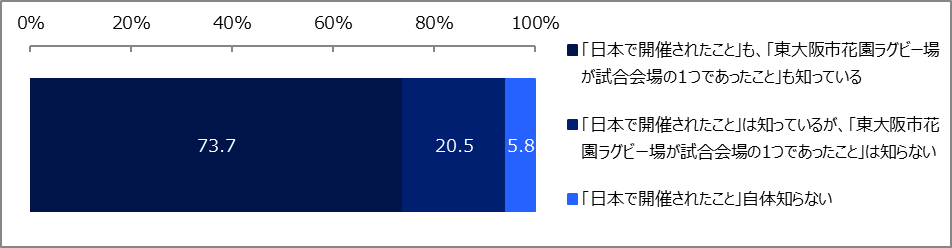 0% 20% 40% 60% 80% 100%
73.7 20.5 5.8
「日本で開催されたこと」も、「東大阪市花園ラグビー場
が試合会場の1つであったこと」も知っている
「日本で開催されたこと」は知っているが、「東大阪市花
園ラグビー場が試合会場の1つであったこと」は知らない
「日本で開催されたこと」自体知らない